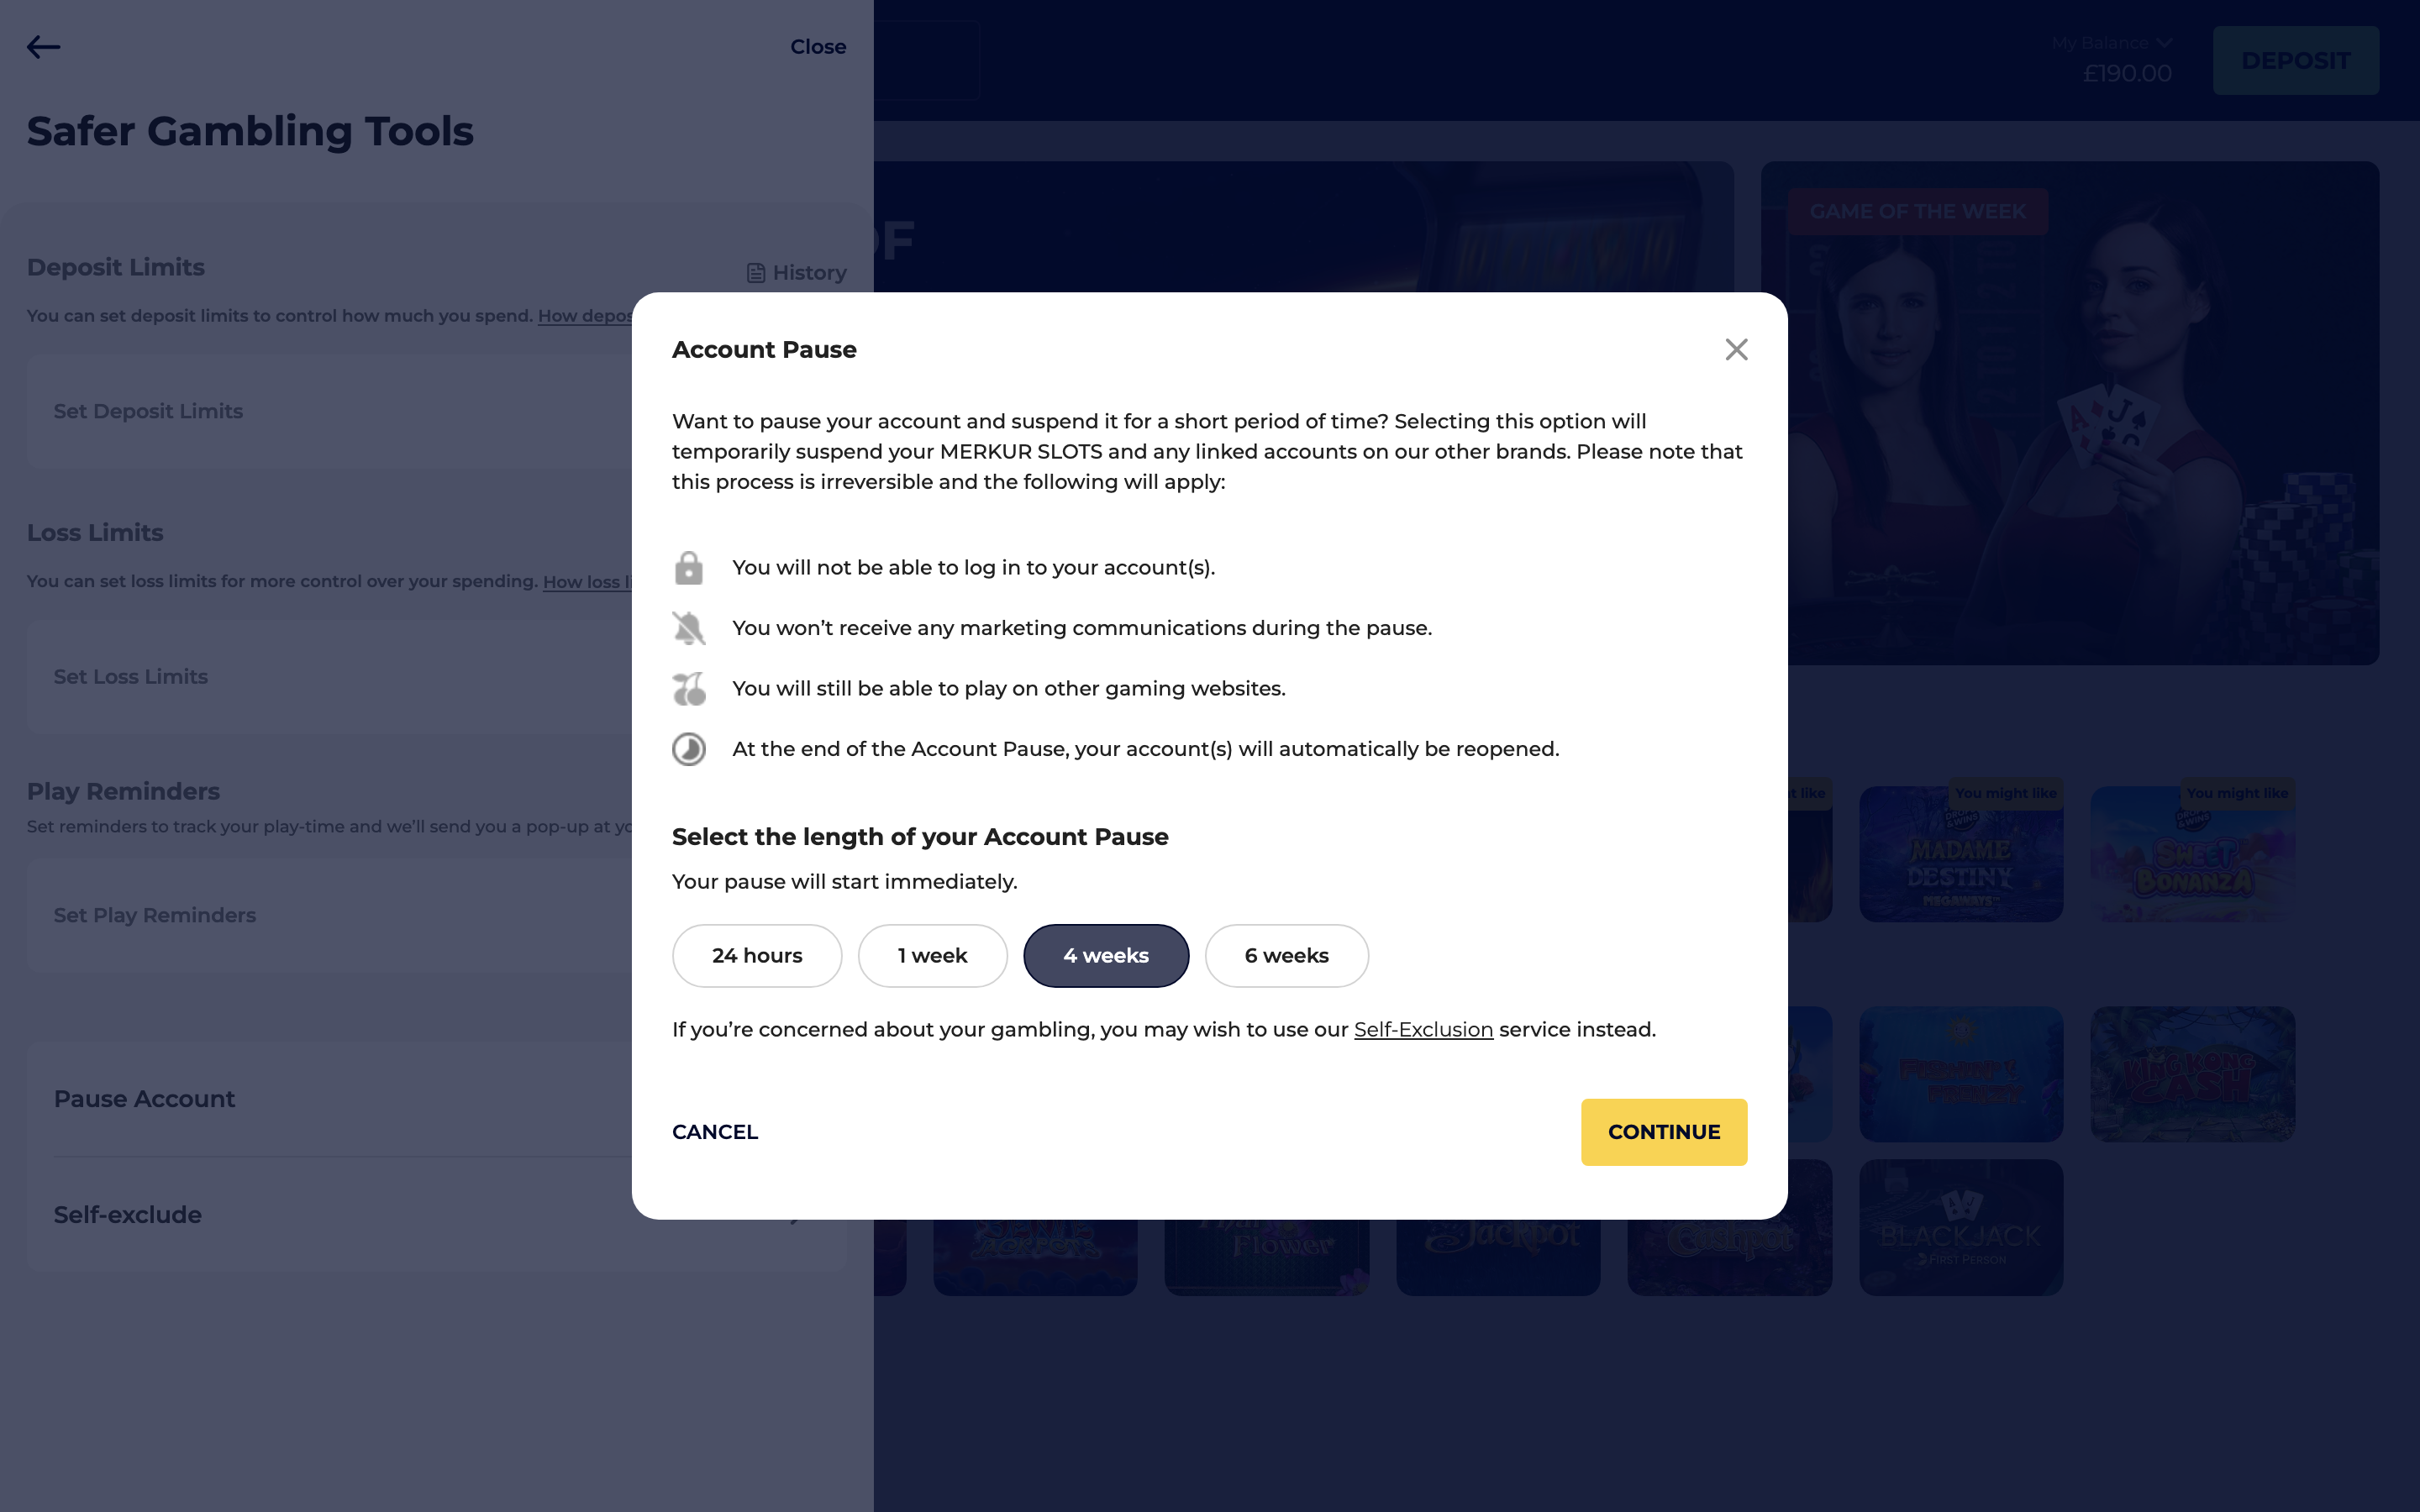 Close
Safer Gambling Tools
My Balance
£190.00
DEPOSIT
OF
GAME OF THE WEEK
Deposit Limits
History
You can set deposit limits to control how much you spend. How depos
Set Deposit Limits
Loss Limits
You can set loss limits for more control over your spending. How loss li
Set Loss Limits
Play Reminders
Set reminders to track your play-time and we'll send you a pop-up at yo
Set Play Reminders
Pause Account
Self-exclude
Account Pause
Want to pause your account and suspend it for a short period of time? Selecting this option will
temporarily suspend your MERKUR SLOTS and any linked accounts on our other brands. Please note that
this process is irreversible and the following will apply:
You will not be able to log in to your account(s).
You won’t receive any marketing communications during the pause.
You will still be able to play on other gaming websites.
At the end of the Account Pause, your account(s) will automatically be reopened.
Select the length of your Account Pause
Your pause will start immediately.
24 hours
1 week
4 weeks
6 weeks
If you’re concerned about your gambling, you may wish to use our Self-Exclusion service instead.
CANCEL
CONTINUE
t like
You might like
You might like
MADAME
DESTINY
MEGAWAYS
SWEET
BONANZA
KING KONG
CASH
Flower
Jackpot
Cashpot
BLACKJACK
FIRST PERSON